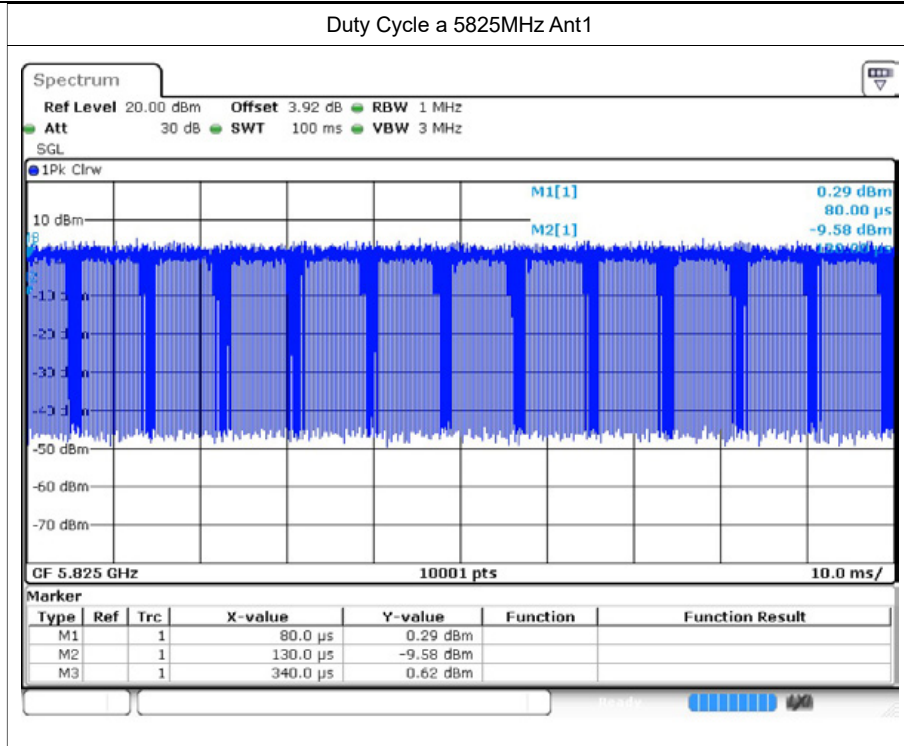 Duty Cycle a 5825MHz Ant1
Spectrum
Ref Level 20.00 dBm Offset 3.92 dB RBW 1 MHz
Att 30 dB SWT 100 ms VBW 3 MHz
SGL
1Pk Clrw
M1[1] 0.29 dBm
80.00 µs
10 dBm
M2[1] -9.58 dBm
-50 dBm
-60 dBm
-70 dBm
CF 5.825 GHz 10001 pts 10.0 ms/
Marker
Type Ref Trc X-value Y-value Function Function Result
M1 1 80.0 µs 0.29 dBm
M2 1 130.0 µs -9.58 dBm
M3 1 340.0 µs 0.62 dBm
Ready